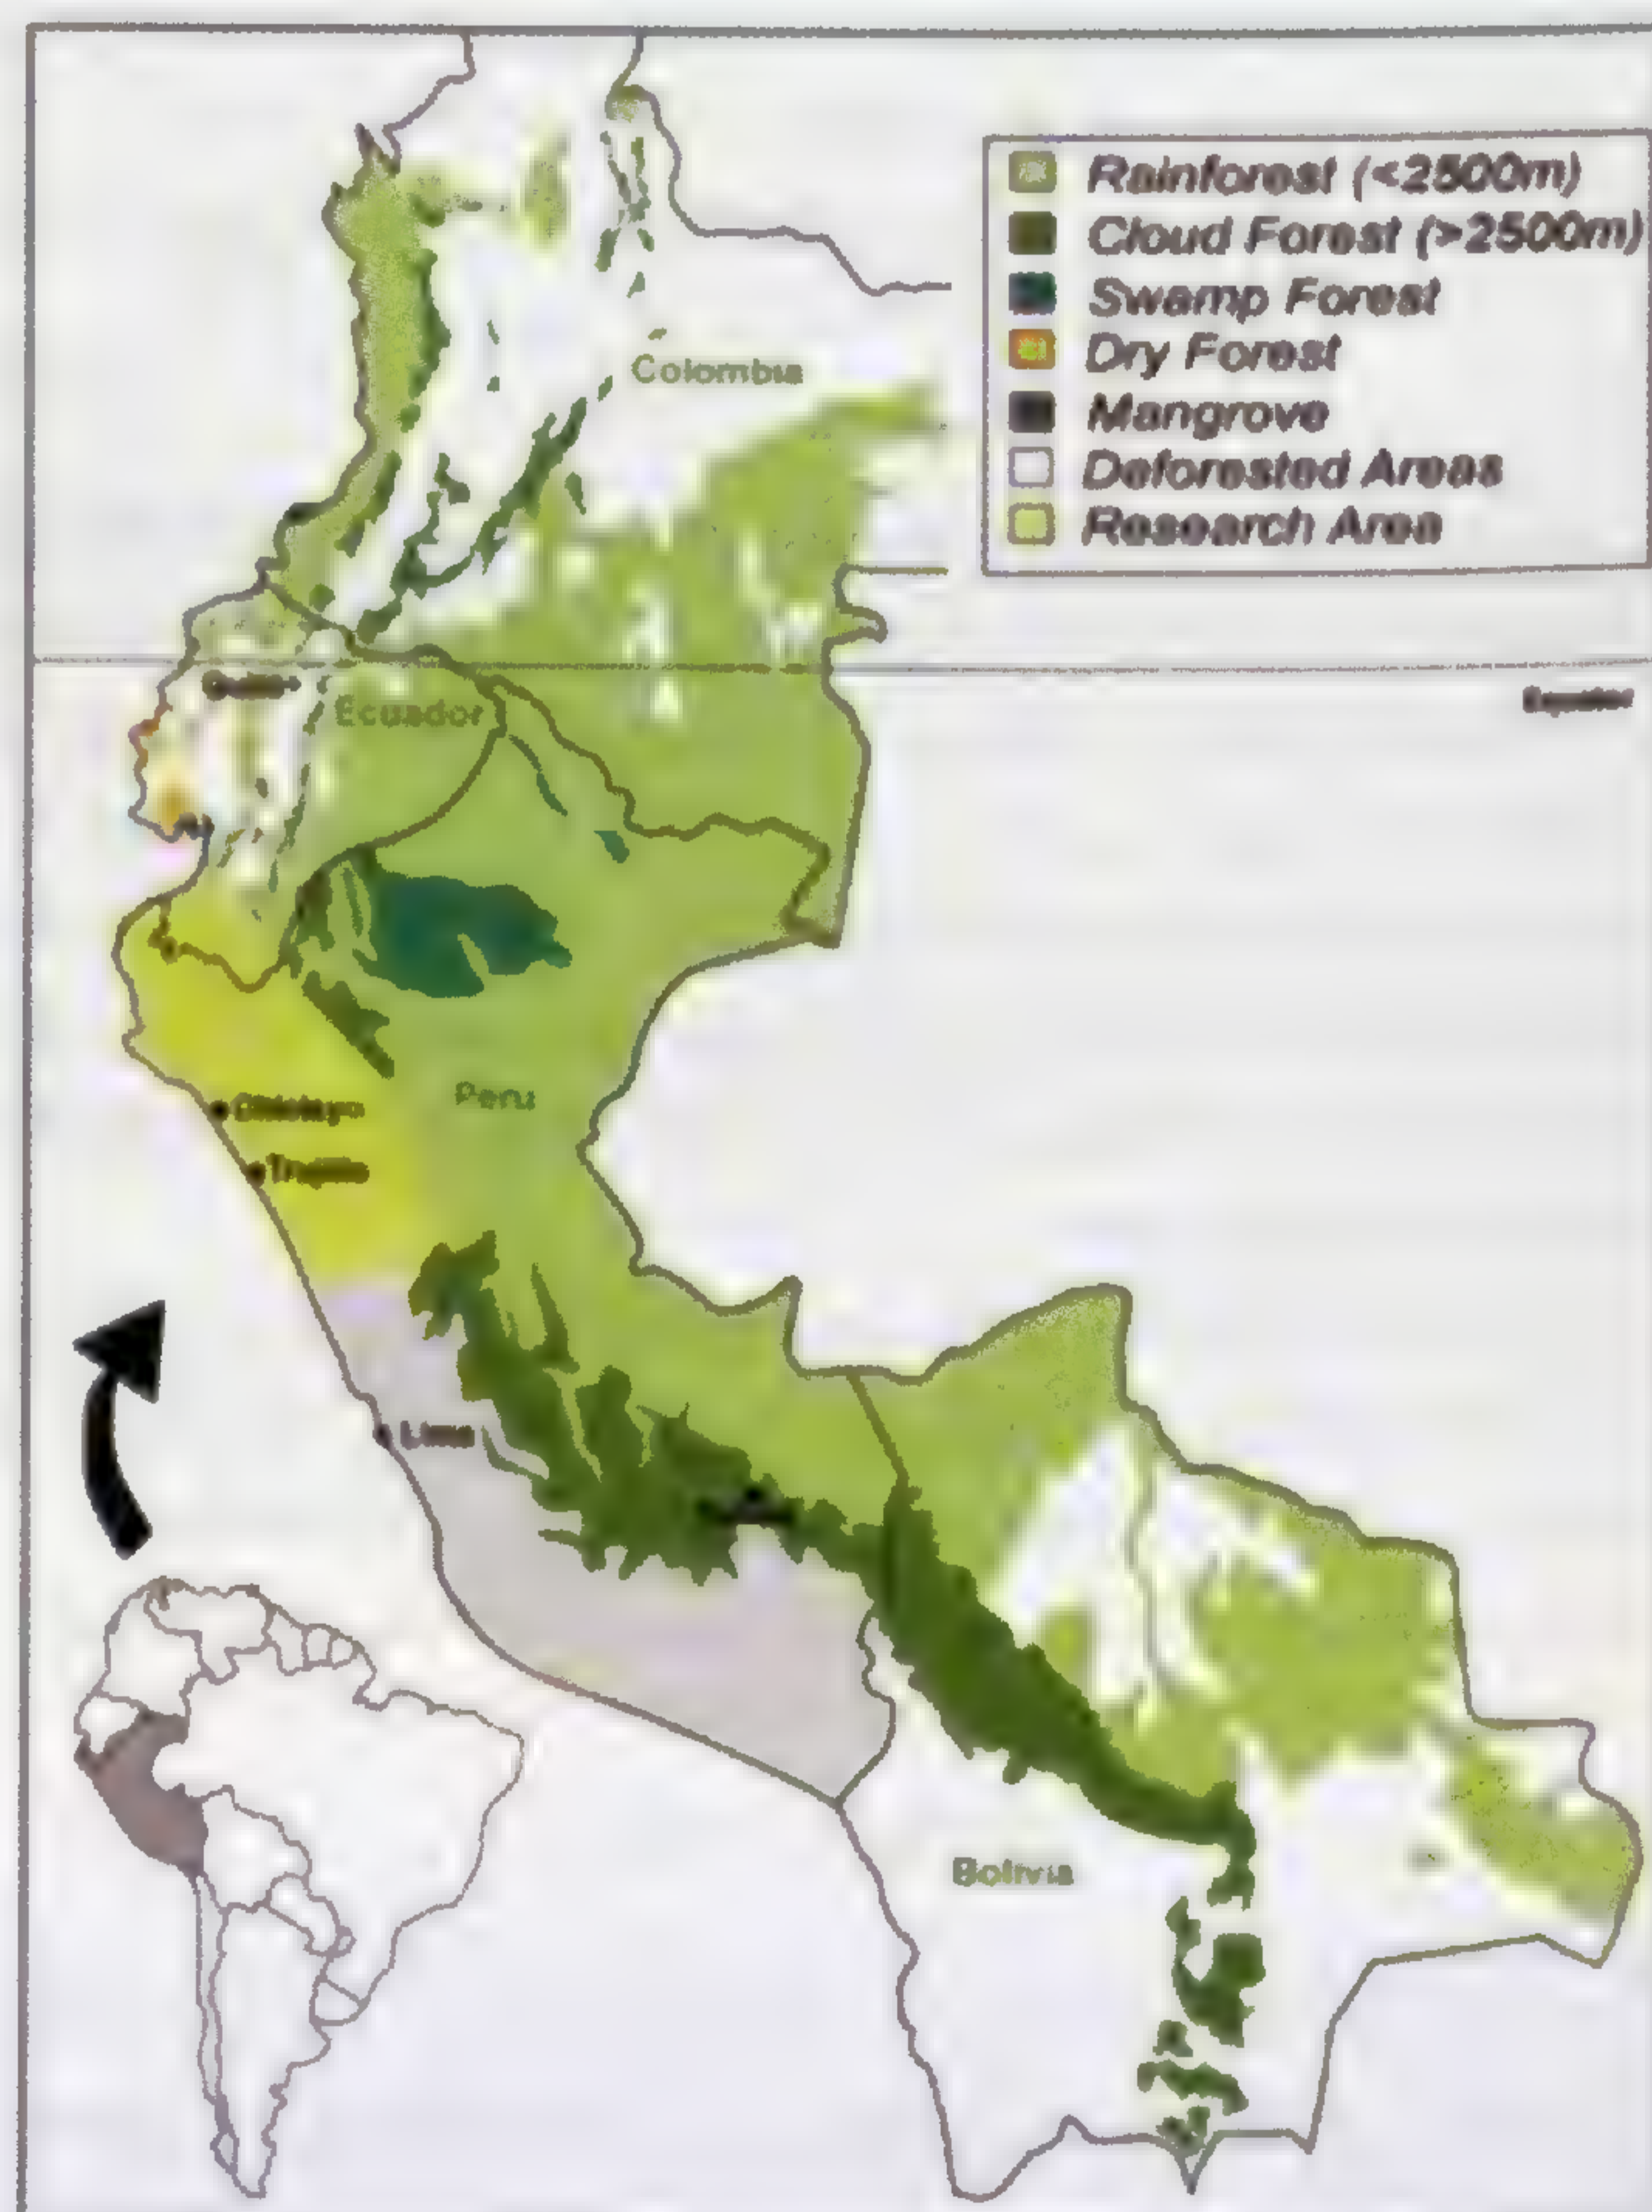 Rainforest (<2500m)
Cloud Forest (>2500m)
Swamp Forest
Dry Forest
Mangrove
Deforested Areas
Research Area
Colombia
Ecuador
Peru
Trujillo
Lima
Bolivia